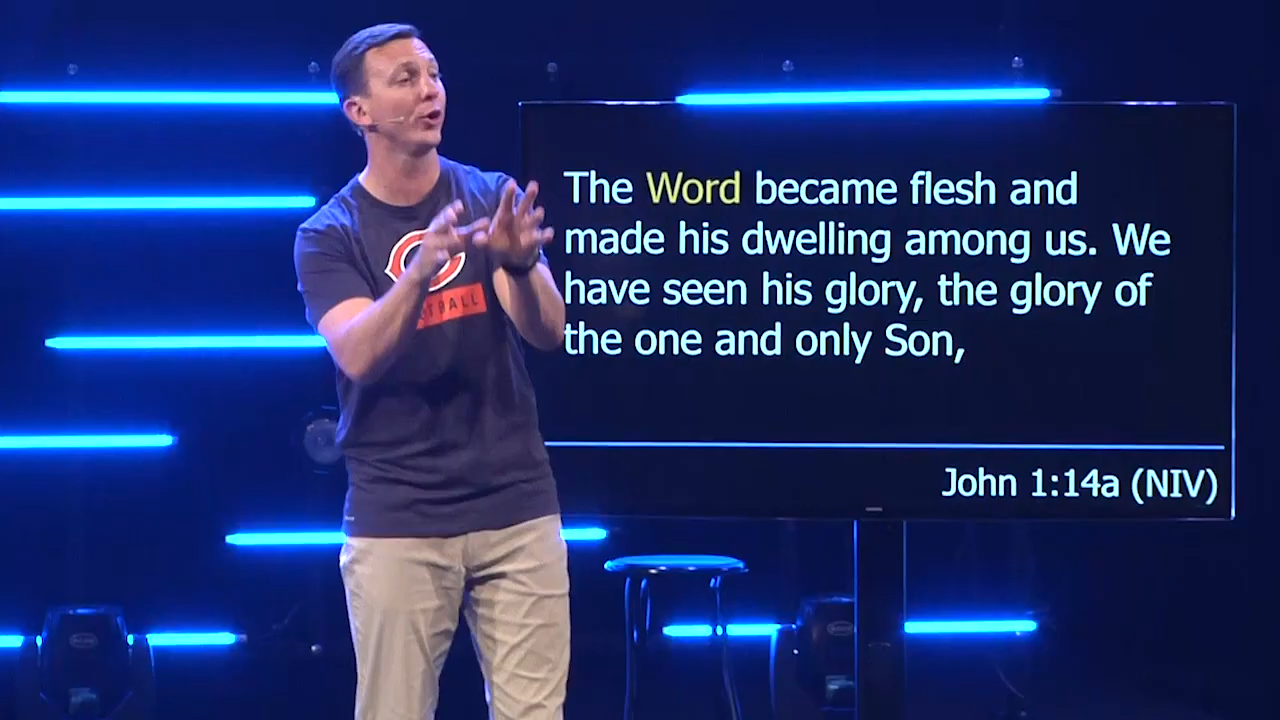 The Word became flesh and
made his dwelling among us. We
have seen his glory, the glory of
the one and only Son,
John 1:14a (NIV)